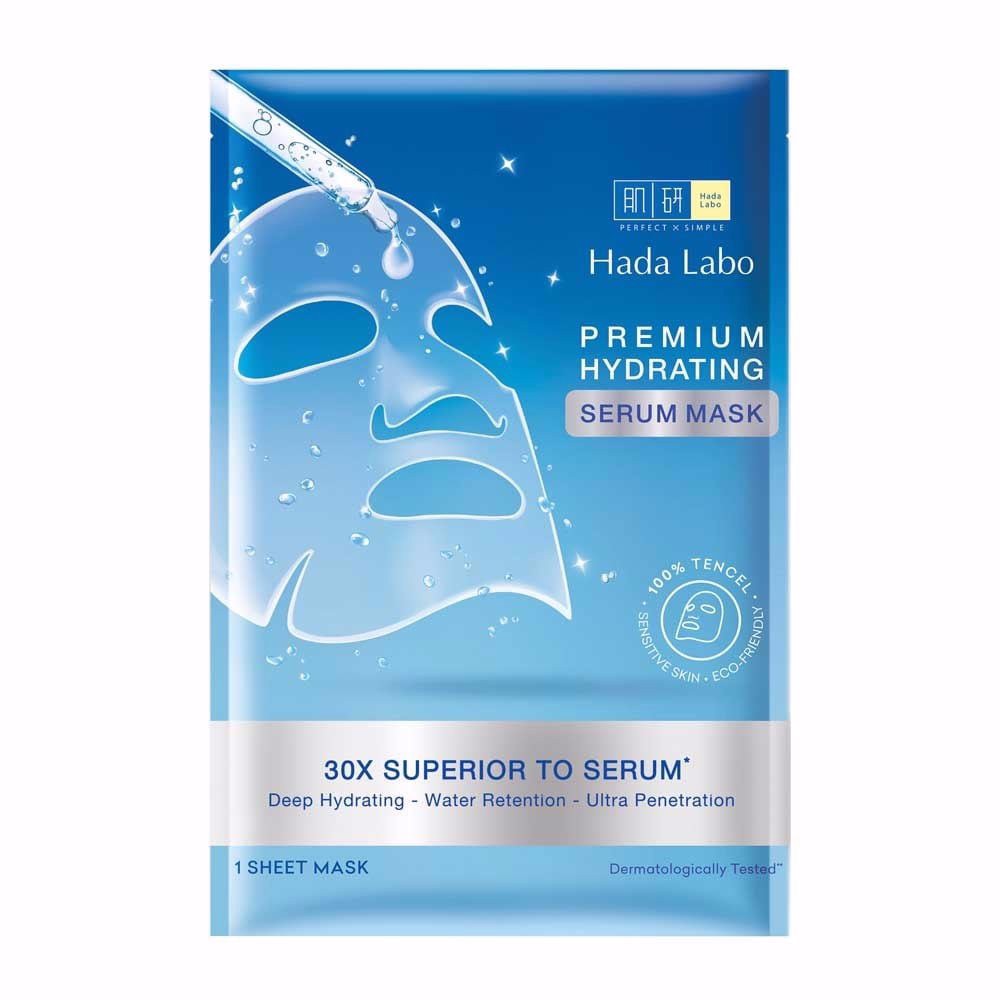 肌研
Hada
Labo
PERFECT × SIMPLE
Hada Labo
PREMIUM
HYDRATING
SERUM MASK
100% TENCEL •
SENSITIVE SKIN • ECO-FRIENDLY
30X SUPERIOR TO SERUM*
Deep Hydrating - Water Retention - Ultra Penetration
1 SHEET MASK
Dermatologically Tested**